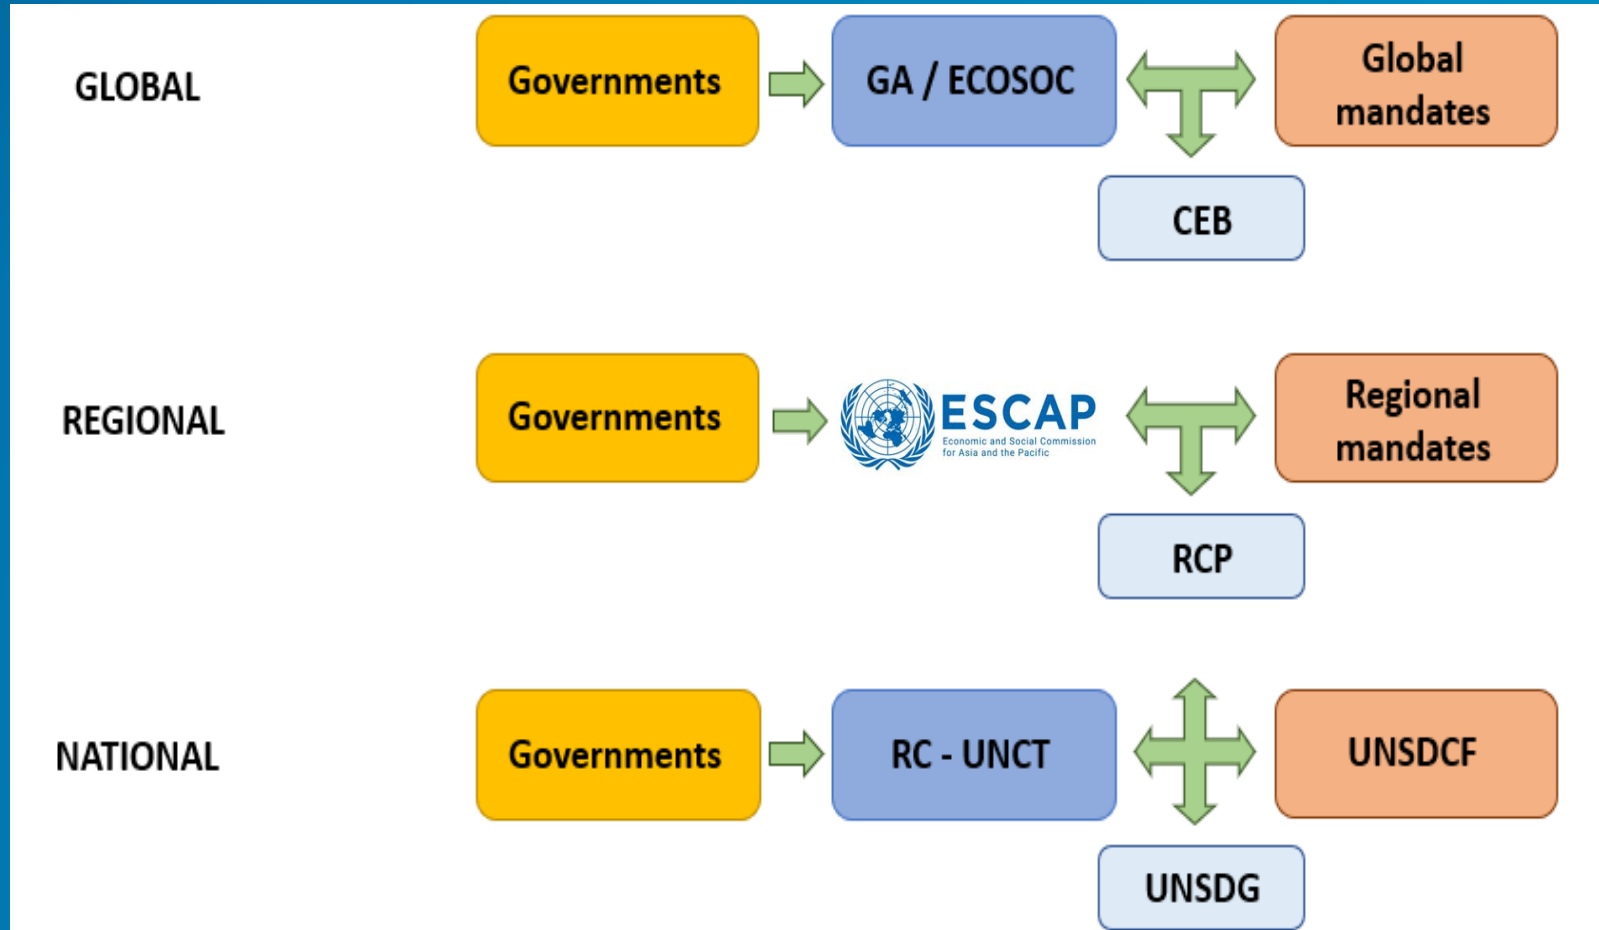 GLOBAL
Governments
GA / ECOSOC
Global
mandates
CEB
REGIONAL
Governments
ESCAP
Economic and Social Commission
for Asia and the Pacific
Regional
mandates
RCP
NATIONAL
Governments
RC - UNCT
UNSDCF
UNSDG